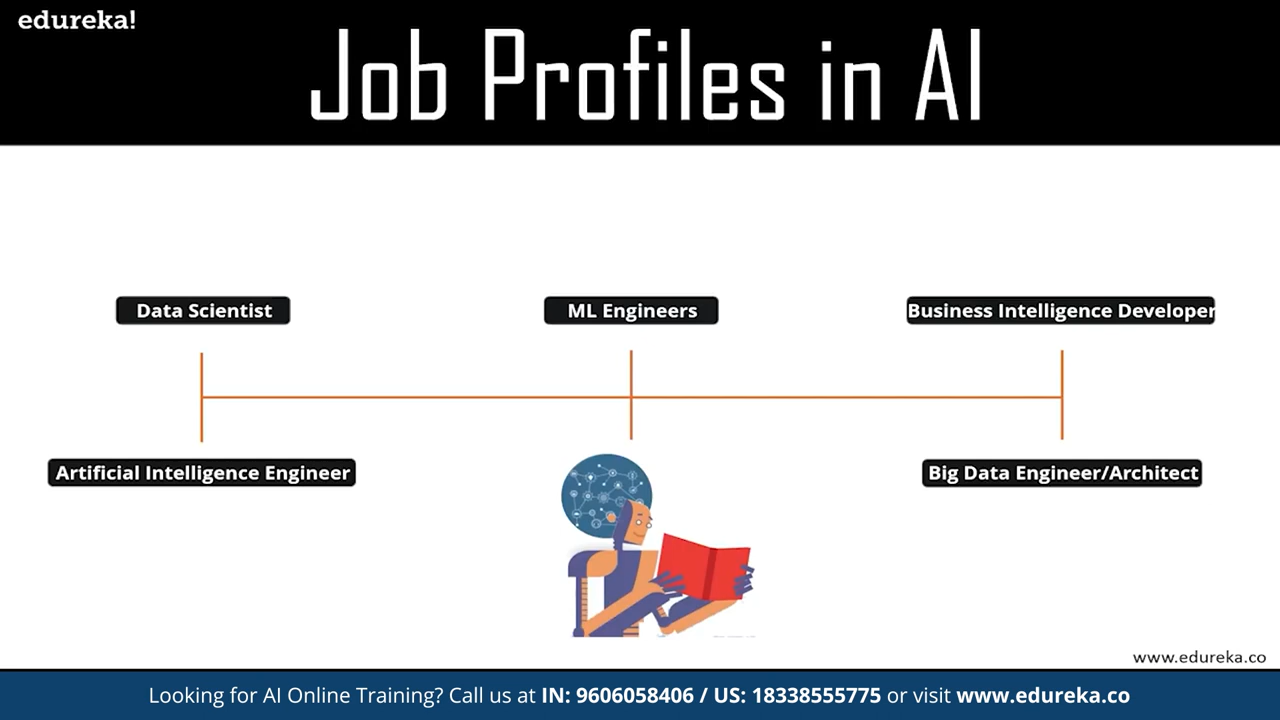 edureka!
Job Profiles in AI
Data Scientist
ML Engineers
Business Intelligence Developer
Artificial Intelligence Engineer
Big Data Engineer/Architect
www.edureka.co
Looking for AI Online Training? Call us at IN: 9606058406 / US: 18338555775 or visit www.edureka.co